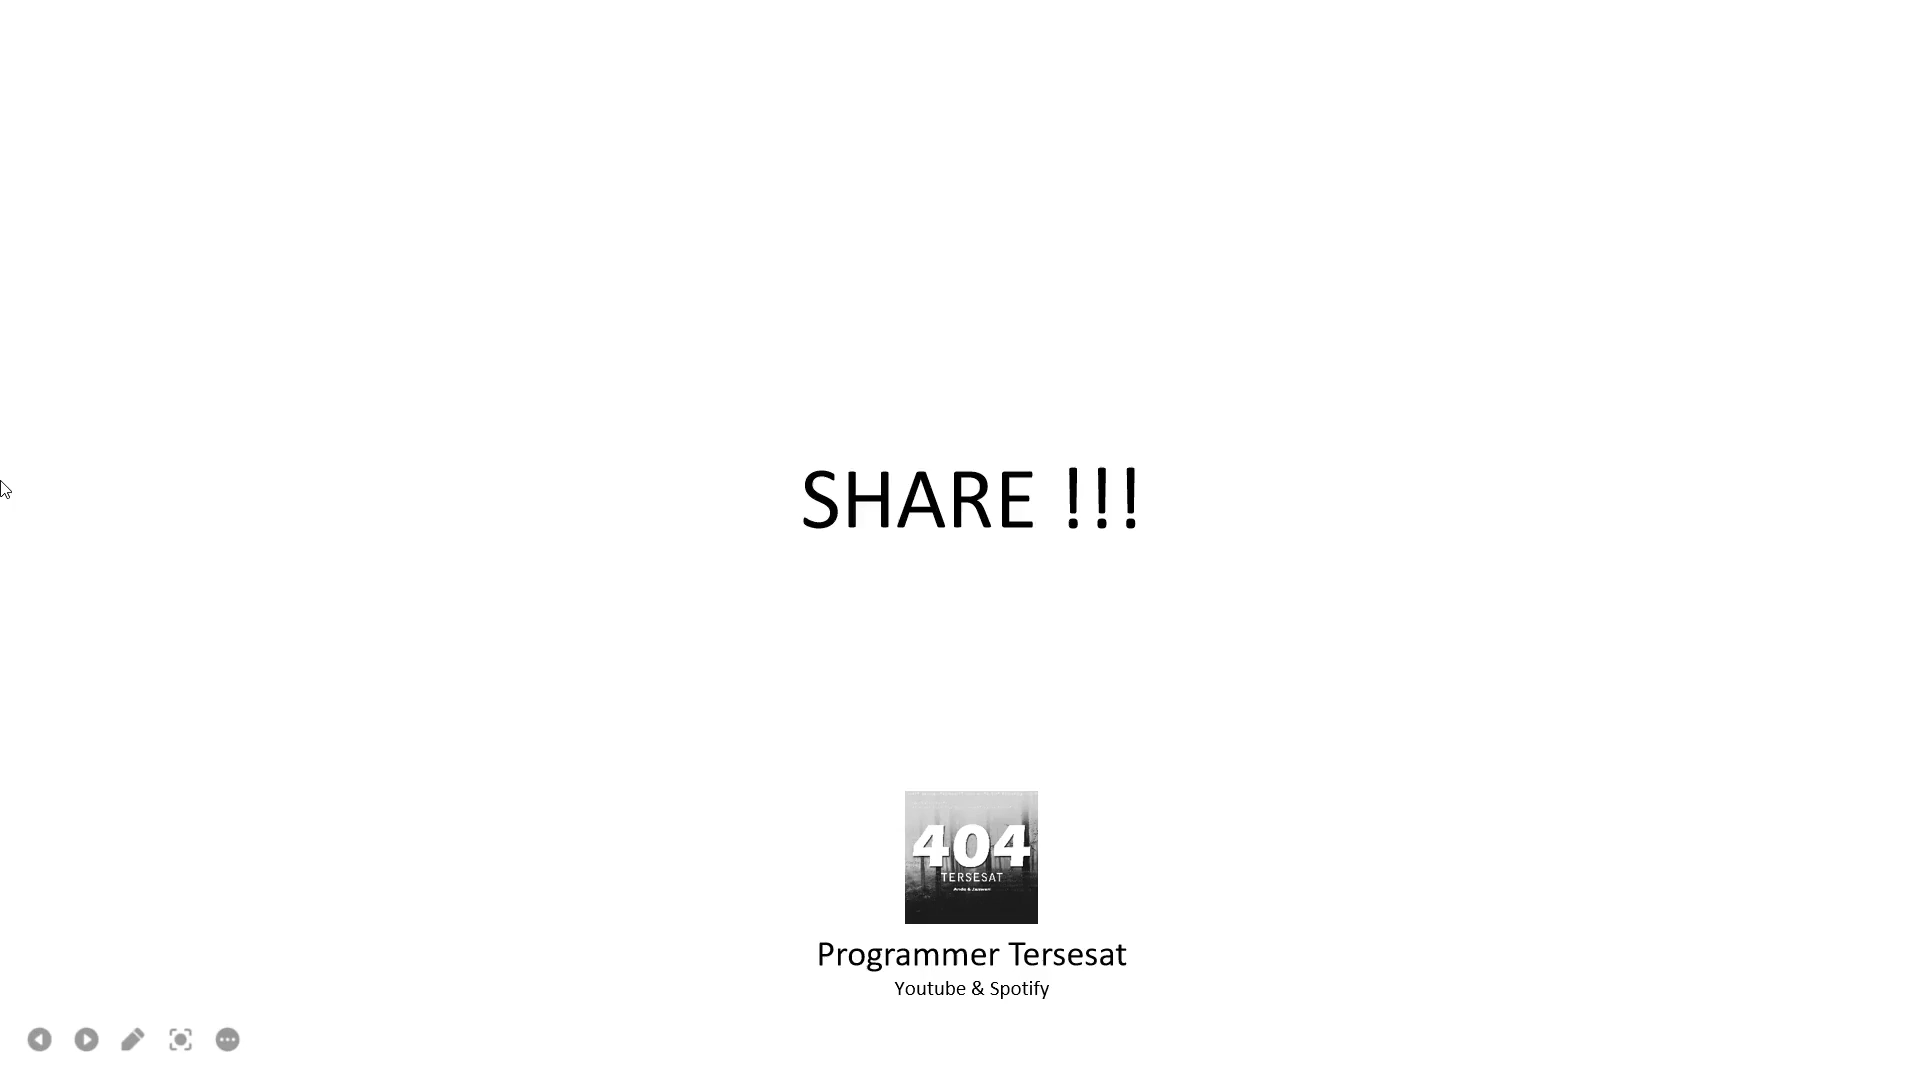 SHARE !!!
404
TERSESAT
Programmer Tersesat
Youtube & Spotify